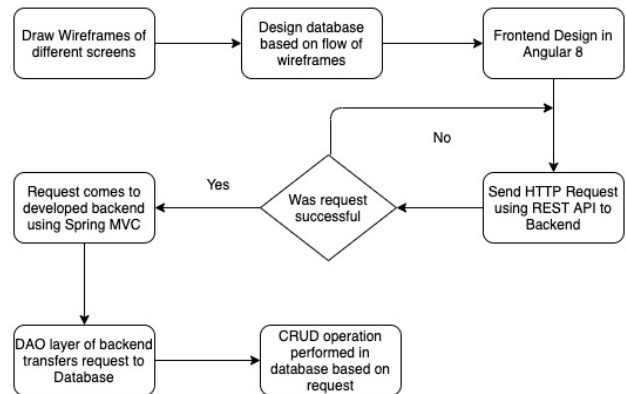 Draw Wireframes of
different screens
Design database
based on flow of
wireframes
Frontend Design in
Angular 8
No
Yes
Request comes to
developed backend
using Spring MVC
Was request
successful
Send HTTP Request
using REST API to
Backend
DAO layer of backend
transfers request to
Database
CRUD operation
performed in
database based on
request